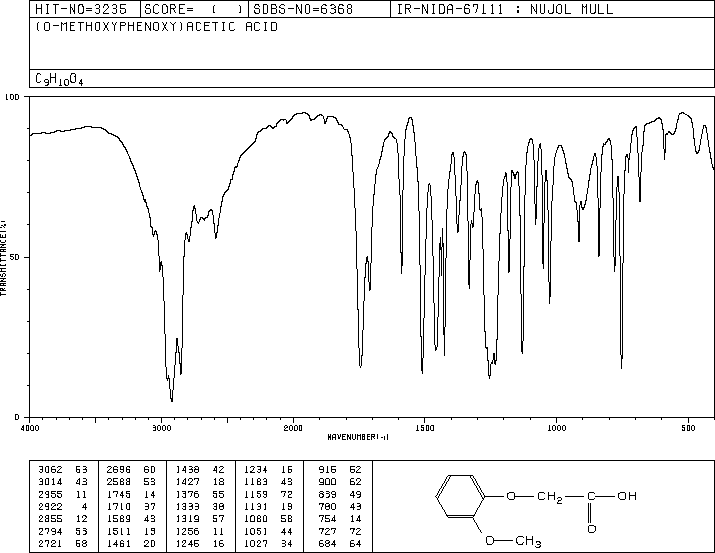 HIT-NO=3235 SCORE= ( ) SDBS-NO=6368 IR-NIDA-67111 : NUJOL MULL
(O-METHOXYPHENOXY)ACETIC ACID
C9H10O4
100
50
0
TRANSMITTANCE(%)
4000 3000 2000 1500 1000 500
WAVENUMBER(-1)
3062 53 2696 60 1438 42 1234 15 916 52
3014 43 2588 53 1427 18 1183 43 900 62
2955 11 1745 14 1376 55 1159 72 839 49
2922 4 1710 37 1333 38 1131 19 780 43
2855 12 1589 43 1319 57 1080 58 754 14
2794 53 1511 13 1256 11 1051 44 727 72
2721 58 1461 20 1245 16 1027 34 684 64
O CH2 C OH
O
O CH3